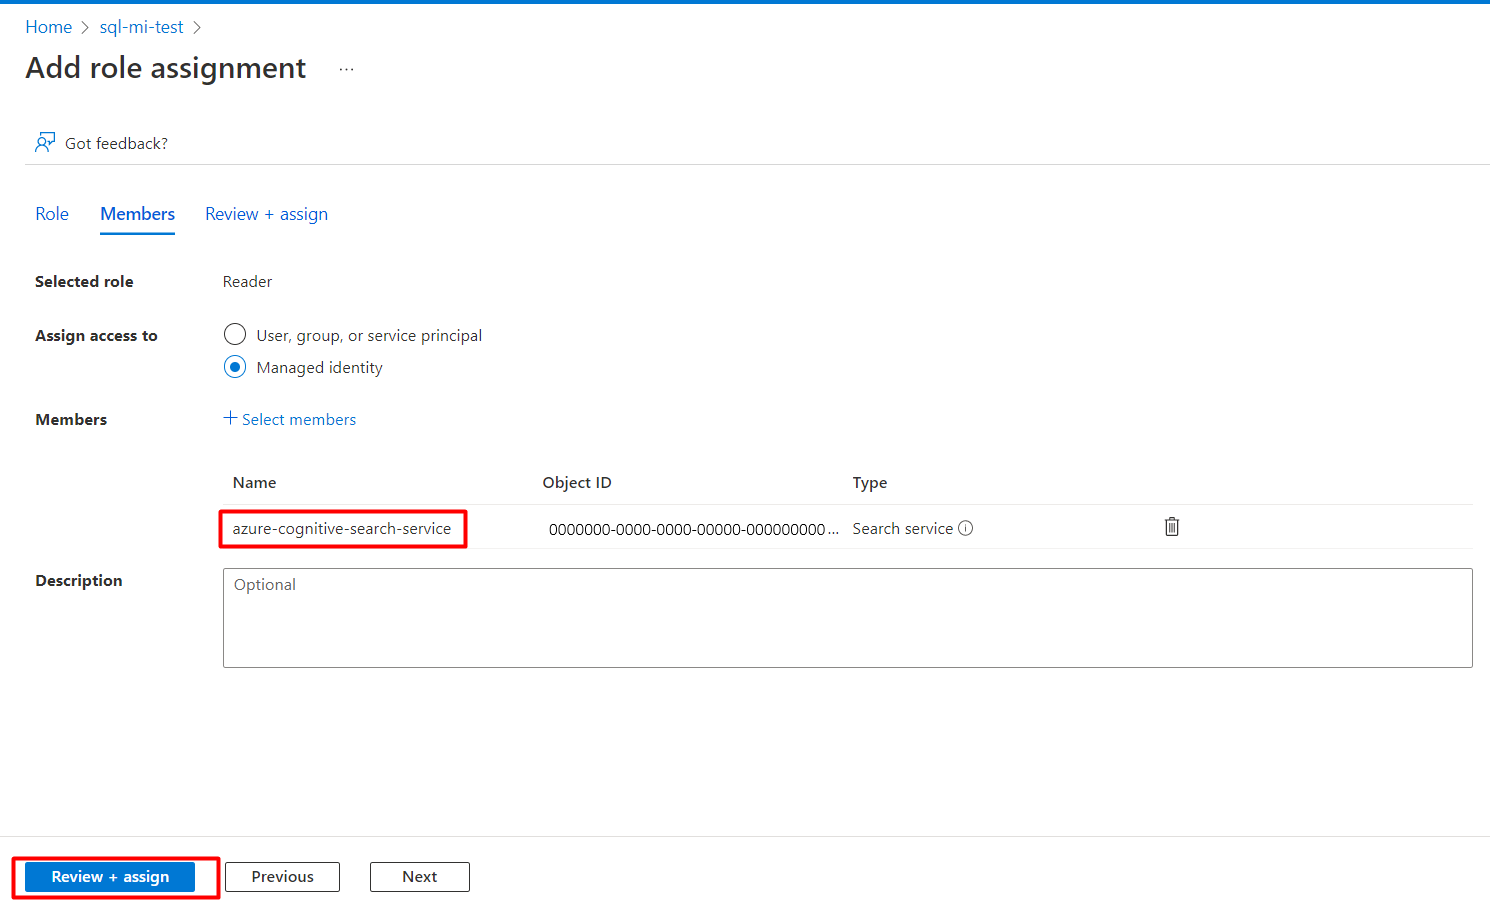 Home > sql-mi-test >
Add role assignment ...
Got feedback?
Role Members Review + assign
Selected role Reader
Assign access to User, group, or service principal
Managed identity
Members + Select members
Name Object ID Type
azure-cognitive-search-service 0000000-0000-0000-00000-000000000... Search service
Description Optional
Review + assign Previous Next